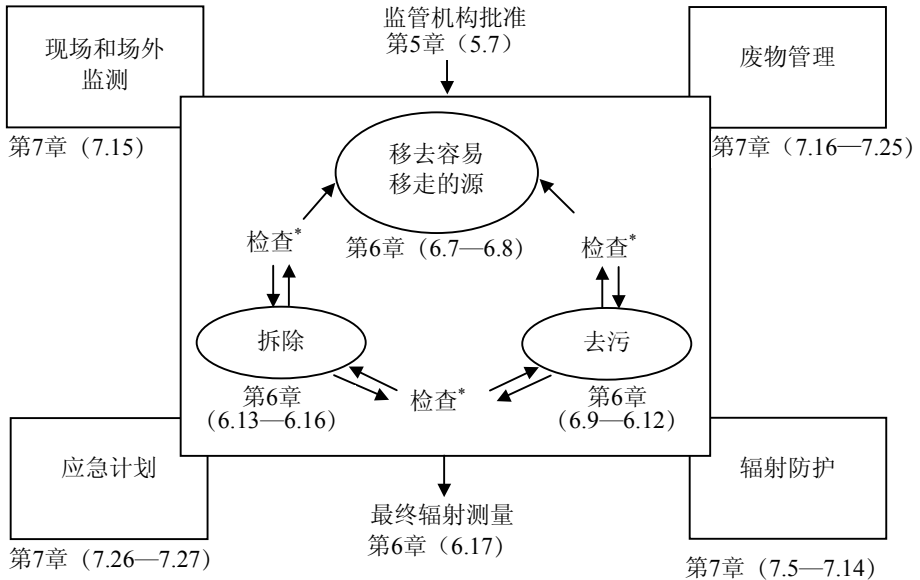 监管机构批准
第5章（5.7）
现场和场外
监测
第7章（7.15）
废物管理
第7章（7.16—7.25）
移去容易
移走的源
第6章（6.7—6.8）
检查*
检查*
拆除
第6章
（6.13—6.16）
去污
第6章
（6.9—6.12）
检查*
应急计划
第7章（7.26—7.27）
最终辐射测量
第6章（6.17）
辐射防护
第7章（7.5—7.14）